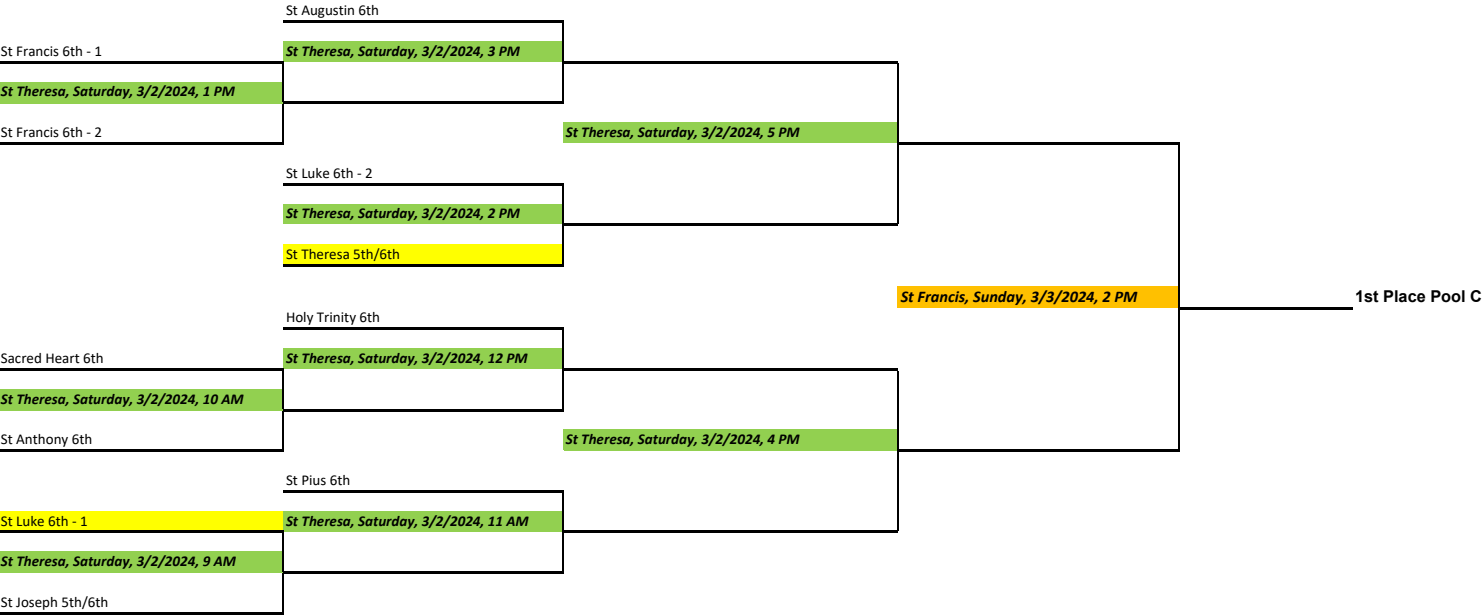 St Augustin 6th
St Francis 6th - 1
St Theresa, Saturday, 3/2/2024, 3 PM
St Theresa, Saturday, 3/2/2024, 1 PM
St Francis 6th - 2
St Theresa, Saturday, 3/2/2024, 5 PM
St Luke 6th - 2
St Theresa, Saturday, 3/2/2024, 2 PM
St Theresa 5th/6th
St Francis, Sunday, 3/3/2024, 2 PM
1st Place Pool C
Holy Trinity 6th
Sacred Heart 6th
St Theresa, Saturday, 3/2/2024, 12 PM
St Theresa, Saturday, 3/2/2024, 10 AM
St Anthony 6th
St Theresa, Saturday, 3/2/2024, 4 PM
St Pius 6th
St Luke 6th - 1
St Theresa, Saturday, 3/2/2024, 11 AM
St Theresa, Saturday, 3/2/2024, 9 AM
St Joseph 5th/6th